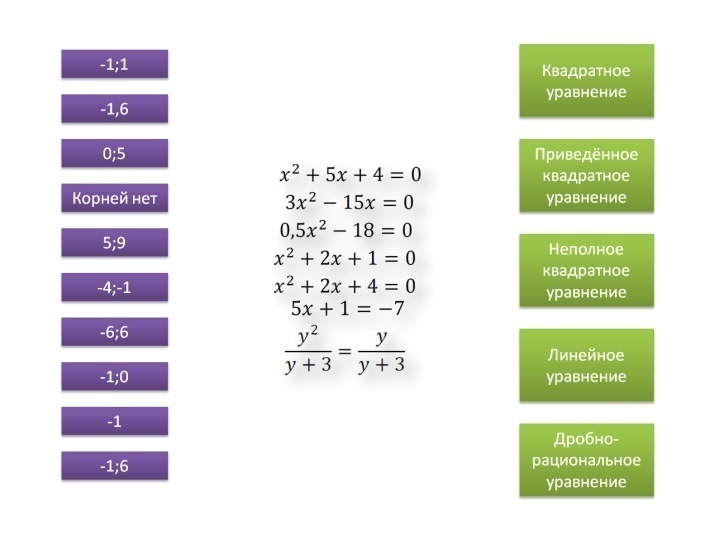 -1;1
-1,6
0;5
Корней нет
5;9
-4;-1
-6;6
-1;0
-1
-1;6
x² + 5x + 4 = 0
3x² − 15x = 0
0,5x² − 18 = 0
x² + 2x + 1 = 0
x² + 2x + 4 = 0
5x + 1 = −7
y²/(y + 3) = y/(y + 3)
Квадратное
уравнение
Приведённое
квадратное
уравнение
Неполное
квадратное
уравнение
Линейное
уравнение
Дробно-
рациональное
уравнение